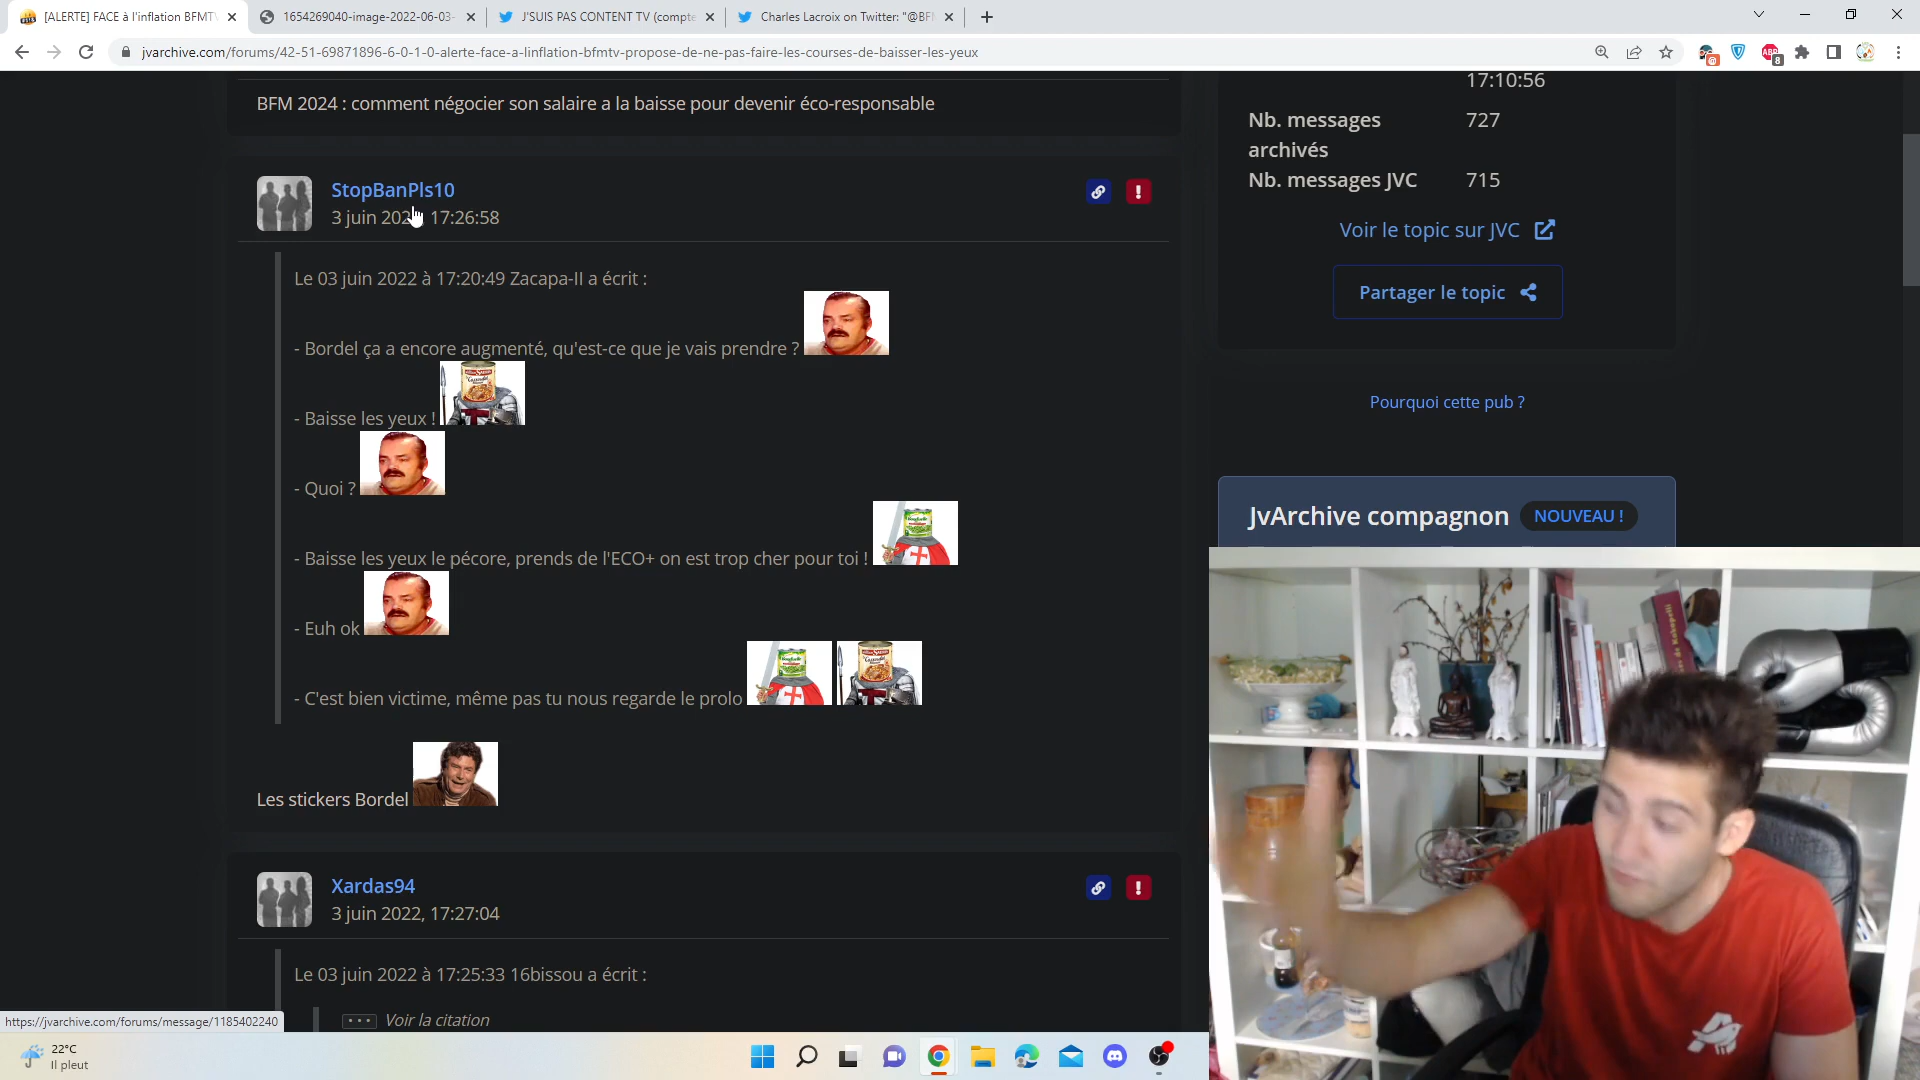 [ALERTE] FACE à l'inflation BFMTV
1654269040-image-2022-06-03-
J'SUIS PAS CONTENT TV (compte
Charles Lacroix on Twitter: "@BFM
jvarchive.com/forums/42-51-69871896-6-0-1-0-alerte-face-a-linflation-bfmtv-propose-de-ne-pas-faire-les-courses-de-baisser-les-yeux
BFM 2024 : comment négocier son salaire a la baisse pour devenir éco-responsable
StopBanPls10
3 juin 202 17:26:58
Le 03 juin 2022 à 17:20:49 Zacapa-II a écrit :
- Bordel ça a encore augmenté, qu'est-ce que je vais prendre ?
- Baisse les yeux !
- Quoi ?
- Baisse les yeux le pécore, prends de l'ECO+ on est trop cher pour toi !
- Euh ok
- C'est bien victime, même pas tu nous regarde le prolo
Les stickers Bordel
Xardas94
3 juin 2022, 17:27:04
Le 03 juin 2022 à 17:25:33 16bissou a écrit :
Voir la citation
17:10:56
Nb. messages archivés 727
Nb. messages JVC 715
Voir le topic sur JVC
Partager le topic
Pourquoi cette pub ?
JvArchive compagnon NOUVEAU !
https://jvarchive.com/forums/message/1185402240
22°C
Il pleut